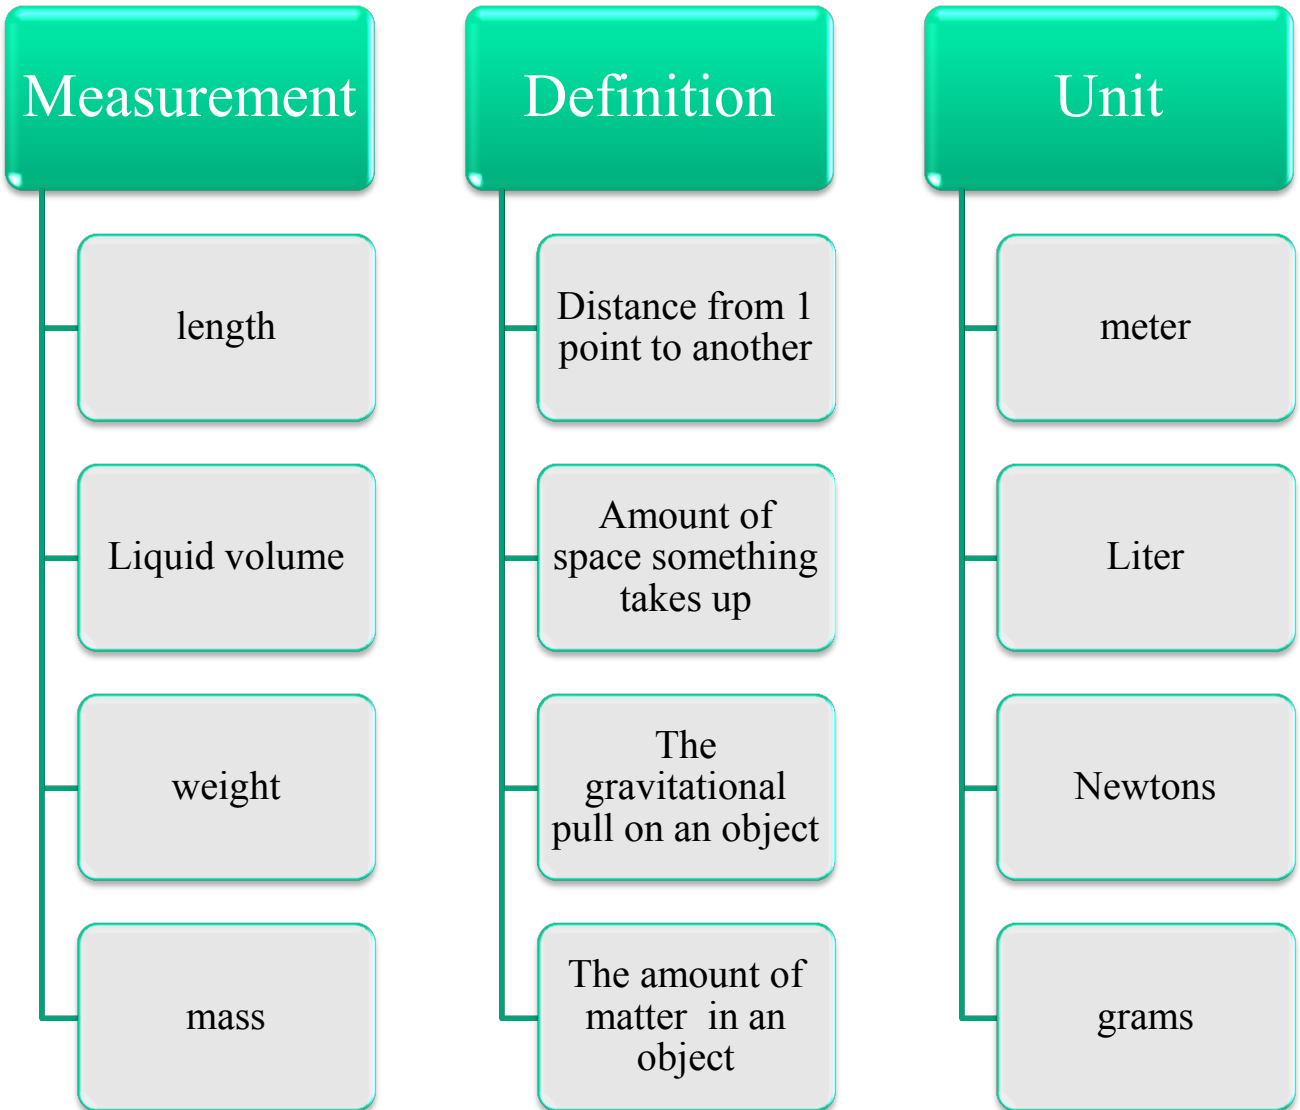 Measurement
length
Liquid volume
weight
mass
Definition
Distance from 1
point to another
Amount of
space something
takes up
The
gravitational
pull on an object
The amount of
matter  in an
object
Unit
meter
Liter
Newtons
grams